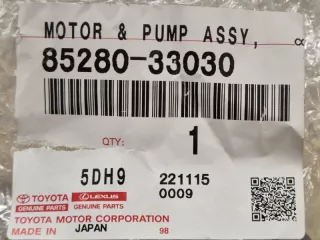 MOTOR & PUMP ASSY,
85280-33030
QTY: 1
5DH9 221115
0009
TOYOTA LEXUS
GENUINE PARTS GENUINE PARTS
TOYOTA MOTOR CORPORATION
MADE IN JAPAN 98